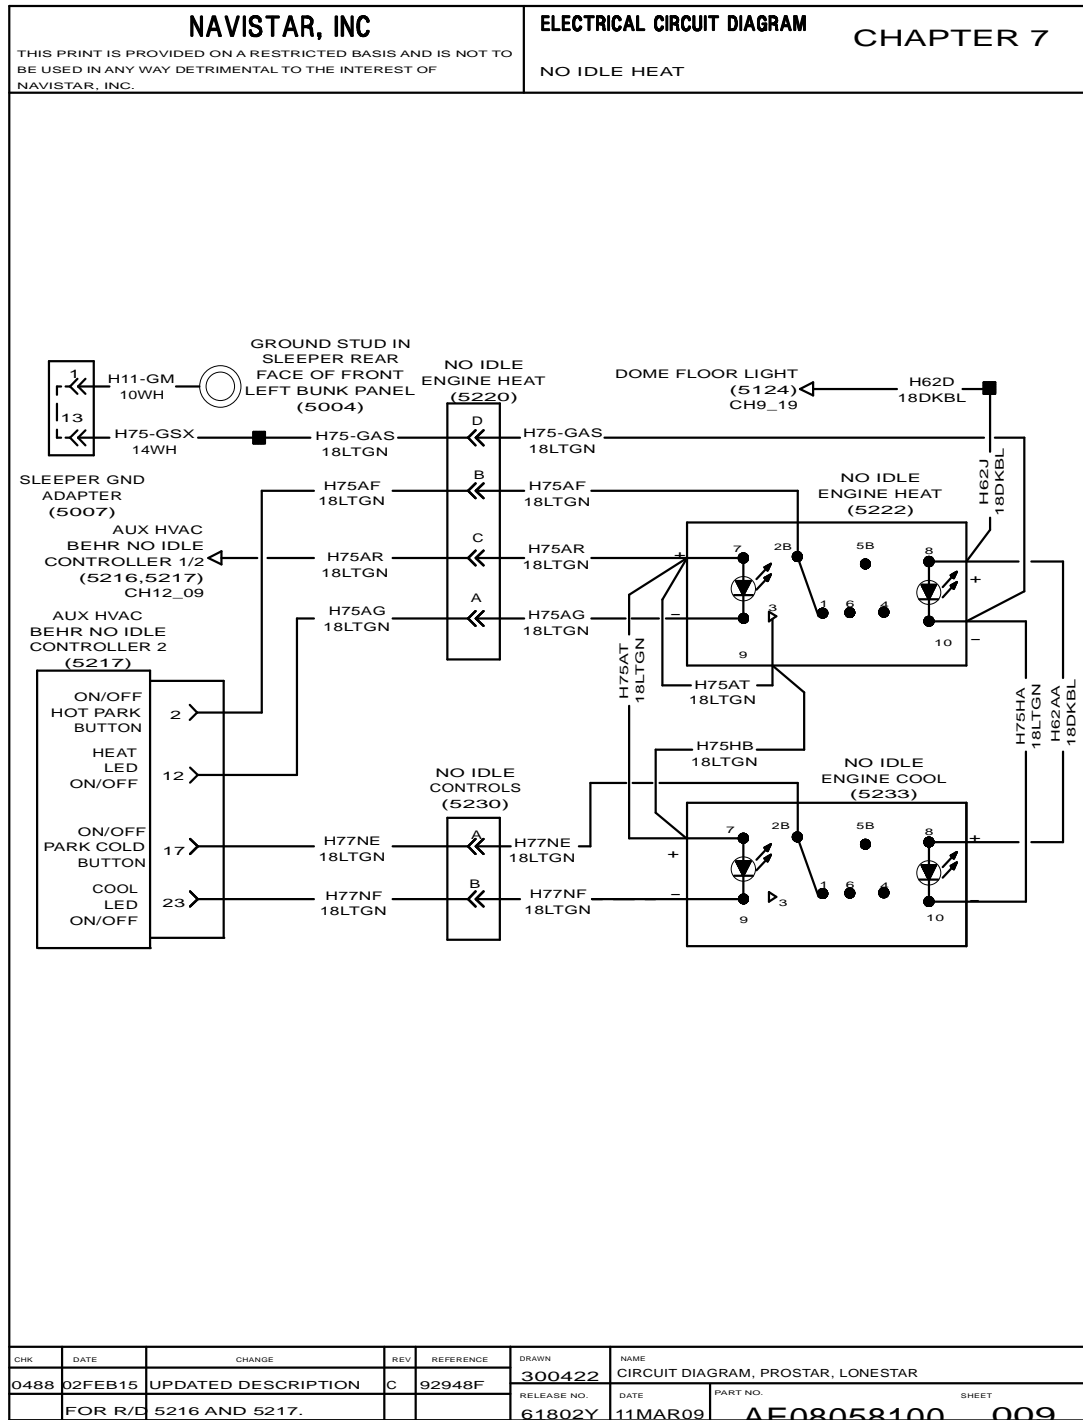 NAVISTAR, INC
THIS PRINT IS PROVIDED ON A RESTRICTED BASIS AND IS NOT TO
BE USED IN ANY WAY DETRIMENTAL TO THE INTEREST OF
NAVISTAR, INC.
ELECTRICAL CIRCUIT DIAGRAM
CHAPTER 7
NO IDLE HEAT
GROUND STUD IN
SLEEPER REAR
FACE OF FRONT
LEFT BUNK PANEL
(5004)
1
H11-GM
10WH
13
H75-GSX
14WH
SLEEPER GND
ADAPTER
(5007)
NO IDLE
ENGINE HEAT
(5220)
D
B
C
A
H75-GAS
18LTGN
H75-GAS
18LTGN
H75AF
18LTGN
H75AF
18LTGN
H75AR
18LTGN
H75AR
18LTGN
H75AG
18LTGN
H75AG
18LTGN
AUX HVAC
BEHR NO IDLE
CONTROLLER 1/2
(5216,5217)
CH12_09
DOME FLOOR LIGHT
(5124)
CH9_19
H62D
18DKBL
H62J
18DKBL
NO IDLE
ENGINE HEAT
(5222)
+
-
7
2B
5B
8
3
1
6
4
9
10
+
-
H75AT
18LTGN
H75AT
18LTGN
H75HB
18LTGN
H75HA
18LTGN
H62AA
18DKBL
AUX HVAC
BEHR NO IDLE
CONTROLLER 2
(5217)
ON/OFF
HOT PARK
BUTTON
2
HEAT
LED
ON/OFF
12
ON/OFF
PARK COLD
BUTTON
17
COOL
LED
ON/OFF
23
NO IDLE
CONTROLS
(5230)
A
B
H77NE
18LTGN
H77NE
18LTGN
H77NF
18LTGN
H77NF
18LTGN
NO IDLE
ENGINE COOL
(5233)
7
2B
5B
8
+
-
3
1
6
4
9
10
+
-
CHK DATE CHANGE REV REFERENCE
0488 02FEB15 UPDATED DESCRIPTION C 92948F
FOR R/D 5216 AND 5217.
DRAWN
300422
NAME
CIRCUIT DIAGRAM, PROSTAR, LONESTAR
RELEASE NO.
61802Y
DATE
11MAR09
PART NO.
AE08058100
SHEET
009